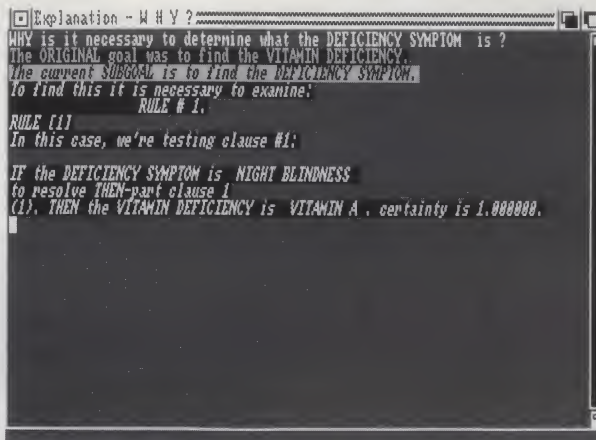 Explanation - W H Y ?
WHY is it necessary to determine what the DEFICIENCY SYMPTOM is ?
The ORIGINAL goal was to find the VITAMIN DEFICIENCY.
The current SUBGOAL is to find the DEFICIENCY SYMPTOM.
To find this it is necessary to examine:
RULE # 1.
RULE [1]
In this case, we're testing clause #1:
IF the DEFICIENCY SYMPTOM is NIGHT BLINDNESS
to resolve THEN-part clause 1
(1). THEN the VITAMIN DEFICIENCY is VITAMIN A . certainty is 1.000000.